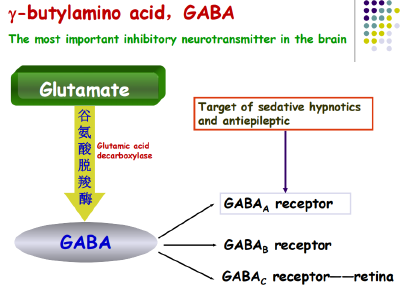 γ-butylamino acid，GABA
The most important inhibitory neurotransmitter in the brain
Glutamate
谷
氨
酸
脱
羧
酶
Glutamic acid
decarboxylase
Target of sedative hypnotics
and antiepileptic
GABA
GABAA receptor
GABAB receptor
GABAC receptor——retina